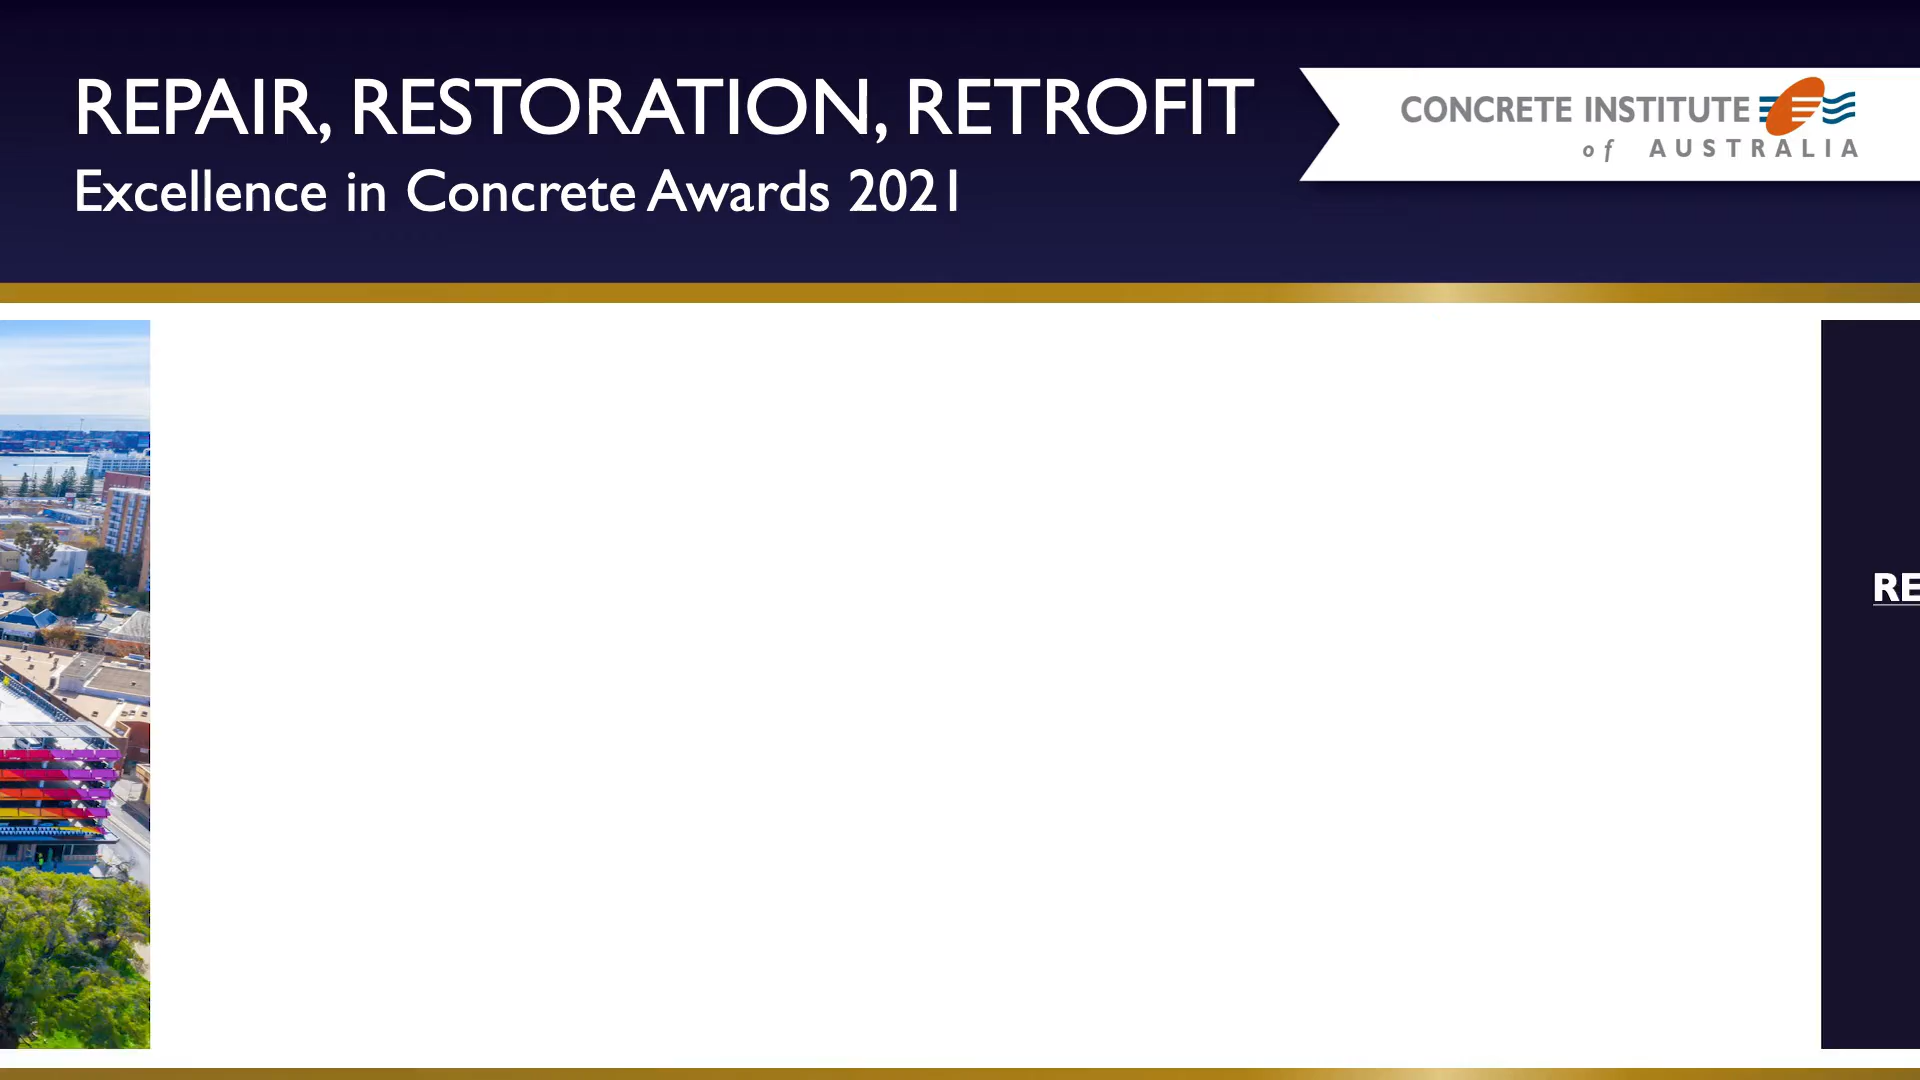 REPAIR, RESTORATION, RETROFIT
Excellence in Concrete Awards 2021
CONCRETE INSTITUTE
of AUSTRALIA
RE